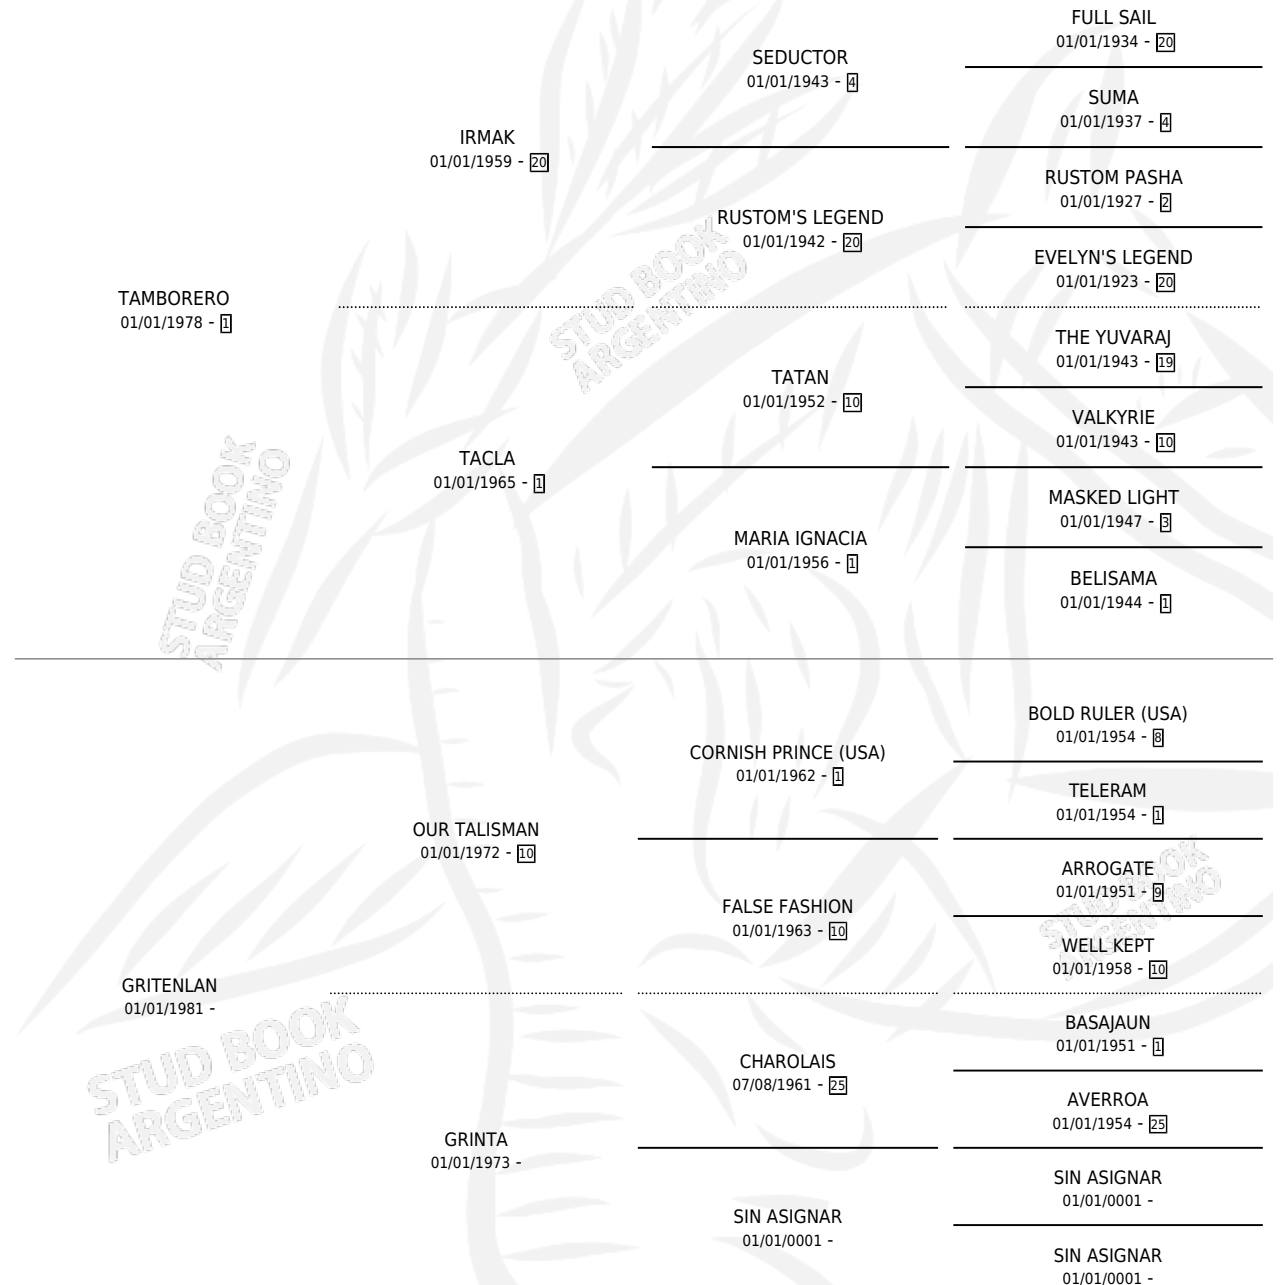 FULL SAIL
01/01/1934 - 20
SEDUCTOR
01/01/1943 - 4
SUMA
01/01/1937 - 4
IRMAK
01/01/1959 - 20
RUSTOM PASHA
01/01/1927 - 2
RUSTOM'S LEGEND
01/01/1942 - 20
EVELYN'S LEGEND
01/01/1923 - 20
TAMBORERO
01/01/1978 - 1
THE YUVARAJ
01/01/1943 - 19
TATAN
01/01/1952 - 10
VALKYRIE
01/01/1943 - 10
TACLA
01/01/1965 - 1
MASKED LIGHT
01/01/1947 - 3
MARIA IGNACIA
01/01/1956 - 1
BELISAMA
01/01/1944 - 1
BOLD RULER (USA)
01/01/1954 - 8
CORNISH PRINCE (USA)
01/01/1962 - 1
TELERAM
01/01/1954 - 1
OUR TALISMAN
01/01/1972 - 10
ARROGATE
01/01/1951 - 9
FALSE FASHION
01/01/1963 - 10
WELL KEPT
01/01/1958 - 10
GRITENLAN
01/01/1981 -
BASAJAUN
01/01/1951 - 1
CHAROLAIS
07/08/1961 - 25
AVERROA
01/01/1954 - 25
GRINTA
01/01/1973 -
SIN ASIGNAR
01/01/0001 -
SIN ASIGNAR
01/01/0001 -
SIN ASIGNAR
01/01/0001 -
STUD BOOK
ARGENTINO
STUD BOOK
ARGENTINO
STUD BOOK
ARGENTINO
STUD BOOK
ARGENTINO